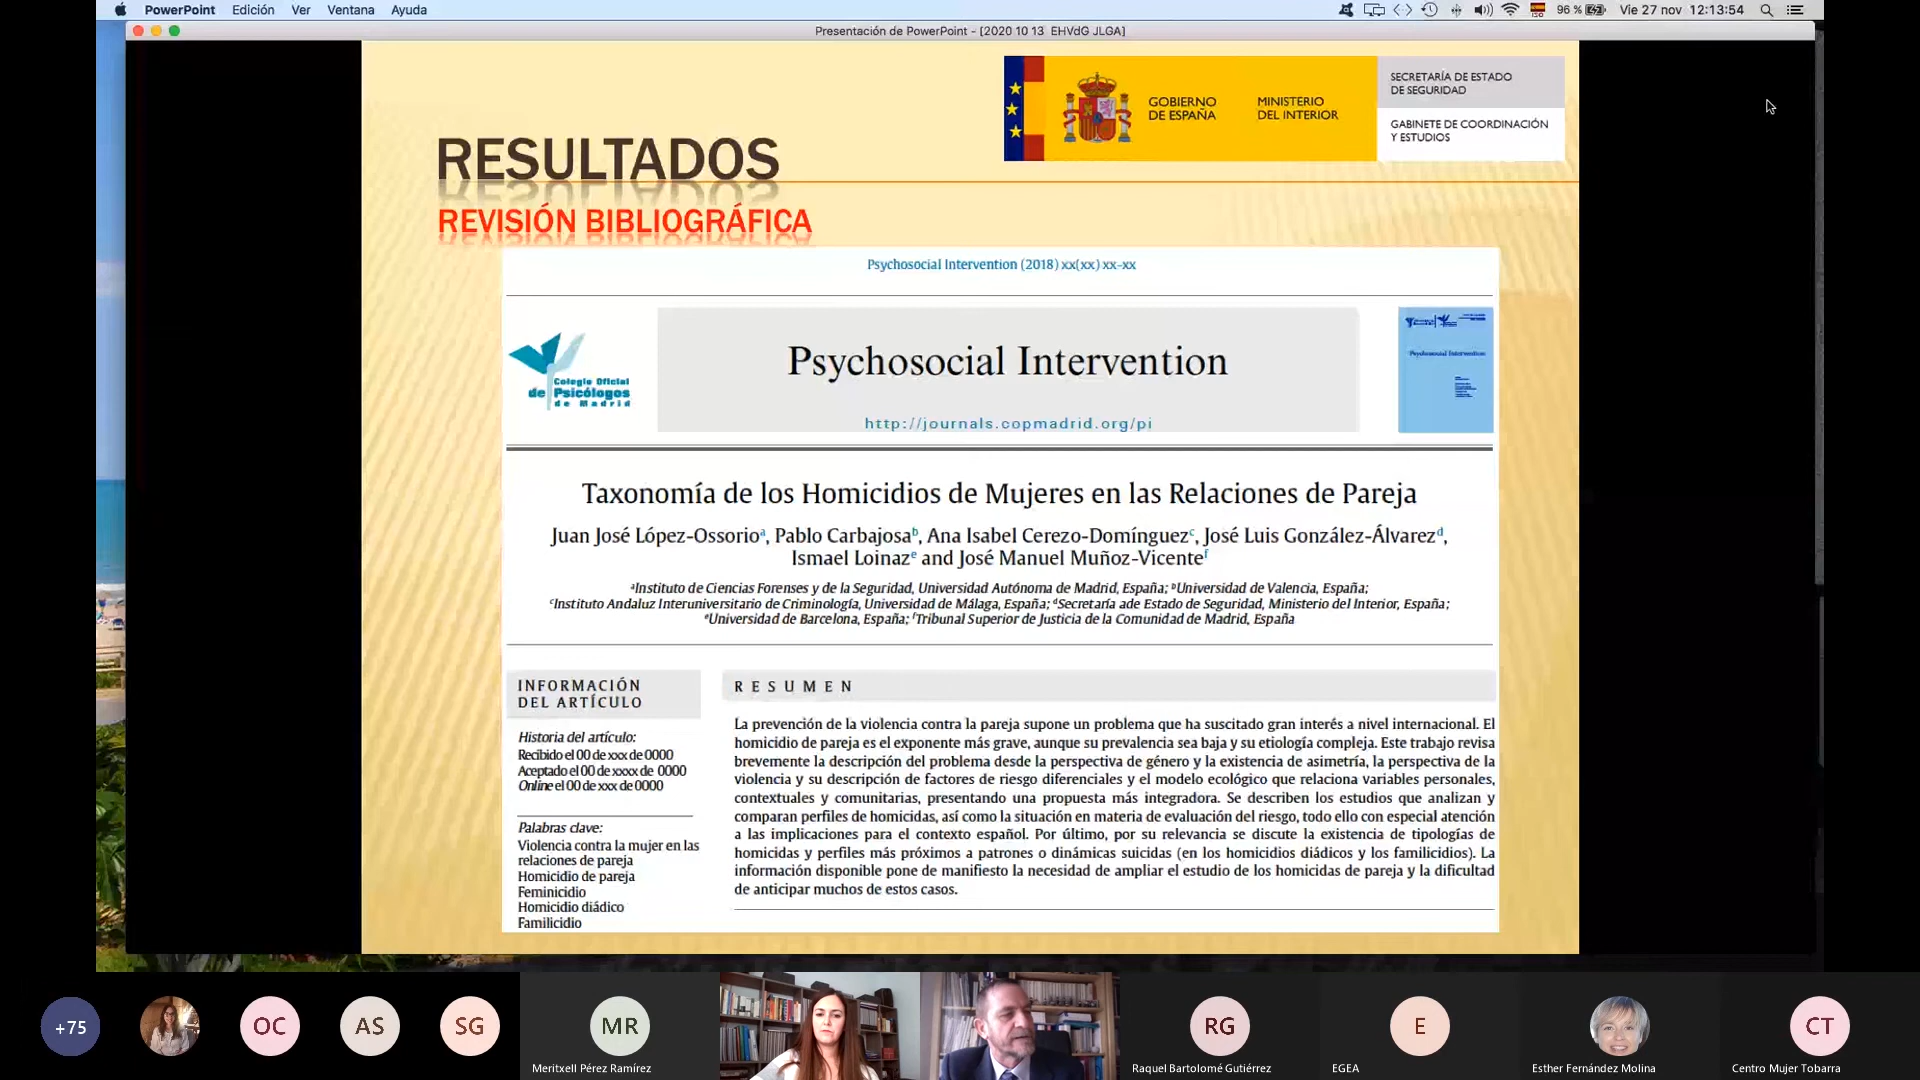 PowerPoint Edición Ver Ventana Ayuda
96 % Vie 27 nov 12:13:54
Presentación de PowerPoint - [2020 10 13 EHVdG JLGA]
GOBIERNO
DE ESPAÑA
MINISTERIO
DEL INTERIOR
SECRETARÍA DE ESTADO
DE SEGURIDAD
GABINETE DE COORDINACIÓN
Y ESTUDIOS
RESULTADOS
REVISIÓN BIBLIOGRÁFICA
Psychosocial Intervention (2018) xx(xx) xx-xx
Colegio Oficial
de Psicólogos
de Madrid
Psychosocial Intervention
http://journals.copmadrid.org/pi
Psychosocial Intervention
Taxonomía de los Homicidios de Mujeres en las Relaciones de Pareja
Juan José López-Ossorioa, Pablo Carbajosab, Ana Isabel Cerezo-Domínguezc, José Luis González-Álvarezd,
Ismael Loinaze and José Manuel Muñoz-Vicentef
aInstituto de Ciencias Forenses y de la Seguridad, Universidad Autónoma de Madrid, España; bUniversidad de Valencia, España;
cInstituto Andaluz Interuniversitario de Criminología, Universidad de Málaga, España; dSecretaría ade Estado de Seguridad, Ministerio del Interior, España;
eUniversidad de Barcelona, España; fTribunal Superior de Justicia de la Comunidad de Madrid, España
INFORMACIÓN
DEL ARTÍCULO
Historia del artículo:
Recibido el 00 de xxx de 0000
Aceptado el 00 de xxxx de 0000
Online el 00 de xxx de 0000
Palabras clave:
Violencia contra la mujer en las
relaciones de pareja
Homicidio de pareja
Feminicidio
Homicidio diádico
Familicidio
RESUMEN
La prevención de la violencia contra la pareja supone un problema que ha suscitado gran interés a nivel internacional. El
homicidio de pareja es el exponente más grave, aunque su prevalencia sea baja y su etiología compleja. Este trabajo revisa
brevemente la descripción del problema desde la perspectiva de género y la existencia de asimetría, la perspectiva de la
violencia y su descripción de factores de riesgo diferenciales y el modelo ecológico que relaciona variables personales,
contextuales y comunitarias, presentando una propuesta más integradora. Se describen los estudios que analizan y
comparan perfiles de homicidas, así como la situación en materia de evaluación del riesgo, todo ello con especial atención
a las implicaciones para el contexto español. Por último, por su relevancia se discute la existencia de tipologías de
homicidas y perfiles más próximos a patrones o dinámicas suicidas (en los homicidios diádicos y los familicidios). La
información disponible pone de manifiesto la necesidad de ampliar el estudio de los homicidas de pareja y la dificultad
de anticipar muchos de estos casos.
+75
OC
AS
SG
MR
RG
E
CT
Meritxell Pérez Ramírez
Raquel Bartolomé Gutiérrez
EGEA
Esther Fernández Molina
Centro Mujer Tobarra